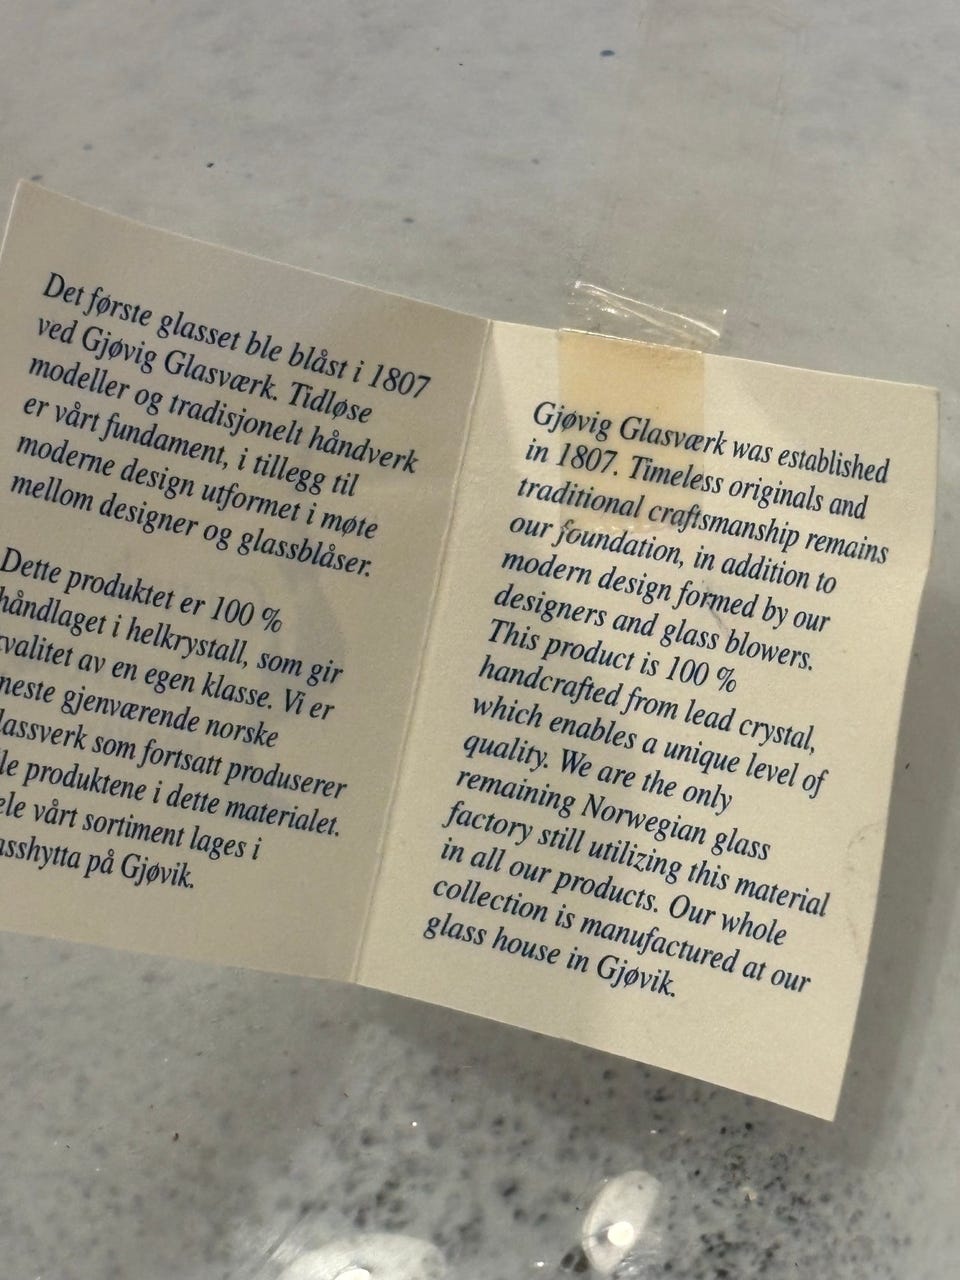 Det første glasset ble blåst i 1807
ved Gjøvig Glasværk. Tidløse
modeller og tradisjonelt håndverk
er vårt fundament, i tillegg til
moderne design utformet i møte
mellom designer og glassblåser.
Dette produktet er 100 %
håndlaget i helkrystall, som gir
kvalitet av en egen klasse. Vi er
neste gjenværende norske
lassverk som fortsatt produserer
le produktene i dette materialet.
ele vårt sortiment lages i
asshytta på Gjøvik.
Gjøvig Glasværk was established
in 1807. Timeless originals and
traditional craftsmanship remains
our foundation, in addition to
modern design formed by our
designers and glass blowers.
This product is 100 %
handcrafted from lead crystal,
which enables a unique level of
quality. We are the only
remaining Norwegian glass
factory still utilizing this material
in all our products. Our whole
collection is manufactured at our
glass house in Gjøvik.